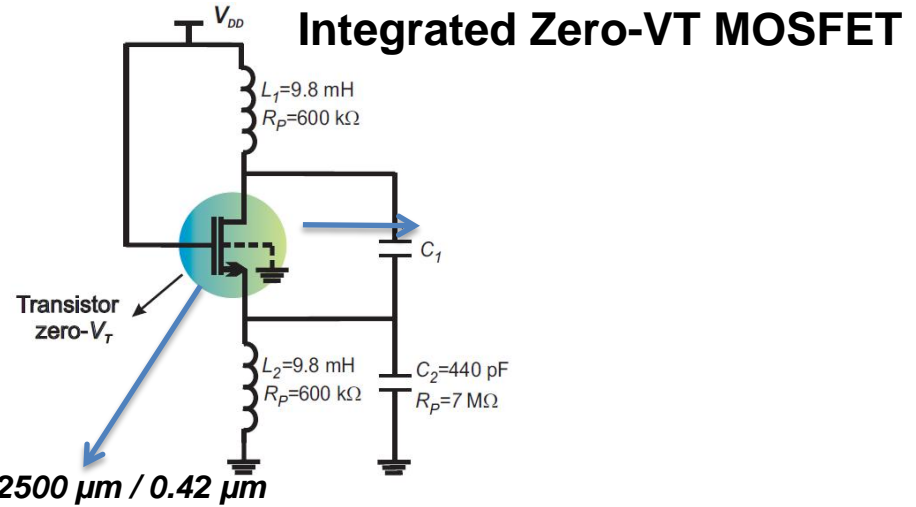 V_DD
Integrated Zero-VT MOSFET
L_1=9.8 mH
R_P=600 kΩ
C_1
Transistor
zero-V_T
L_2=9.8 mH
R_P=600 kΩ
C_2=440 pF
R_P=7 MΩ
2500 µm / 0.42 µm